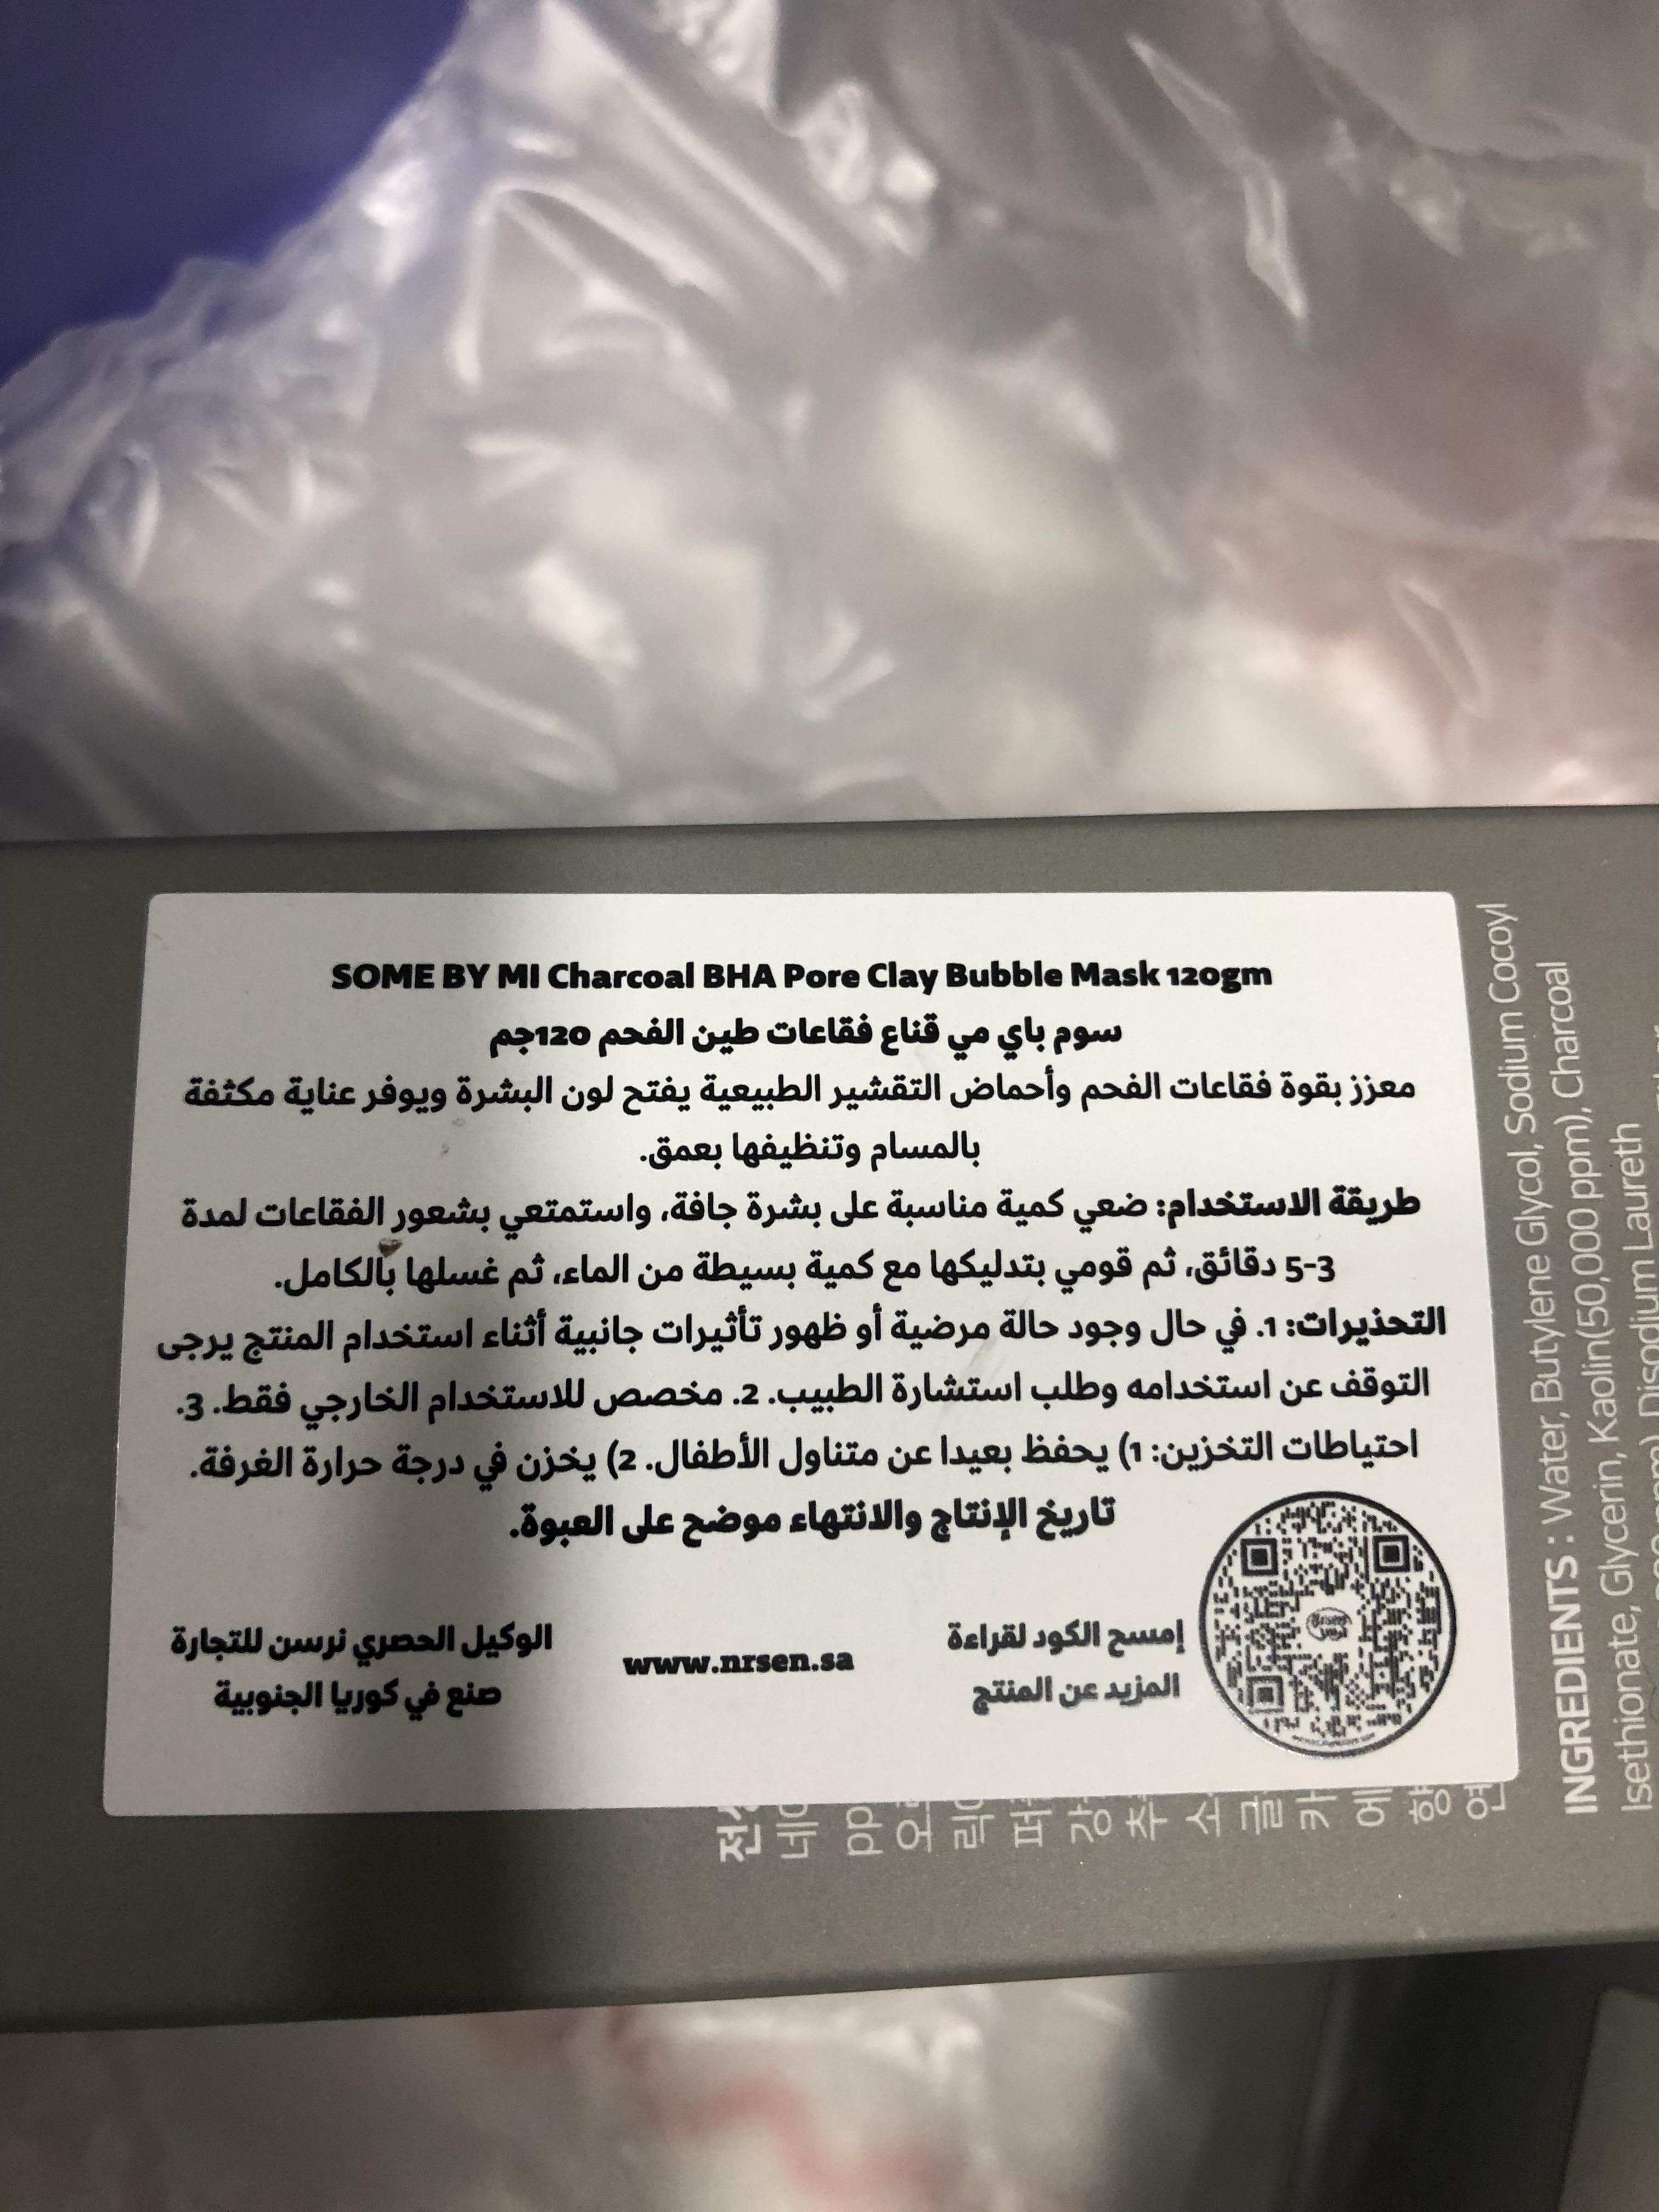 SOME BY MI Charcoal BHA Pore Clay Bubble Mask 120gm
سوم باي مي قناع فقاعات طين الفحم 120جم
معزز بقوة فقاعات الفحم وأحماض التقشير الطبيعية يفتح لون البشرة ويوفر عناية مكثفة
بالمسام وتنظيفها بعمق.
طريقة الاستخدام: ضعي كمية مناسبة على بشرة جافة، واستمتعي بشعور الفقاعات لمدة
3-5 دقائق، ثم قومي بتدليكها مع كمية بسيطة من الماء، ثم غسلها بالكامل.
التحذيرات: 1. في حال وجود حالة مرضية أو ظهور تأثيرات جانبية أثناء استخدام المنتج يرجى
التوقف عن استخدامه وطلب استشارة الطبيب. 2. مخصص للاستخدام الخارجي فقط. 3.
احتياطات التخزين: 1) يحفظ بعيدا عن متناول الأطفال. 2) يخزن في درجة حرارة الغرفة.
تاريخ الإنتاج والانتهاء موضح على العبوة.
إمسح الكود لقراءة
المزيد عن المنتج
www.nrsen.sa
الوكيل الحصري نرسن للتجارة
صنع في كوريا الجنوبية
INGREDIENTS : Water, Butylene Glycol, Sodium Cocoyl
Isethionate, Glycerin, Kaolin(50,000 ppm), Charcoal
ppm), Disodium Laureth